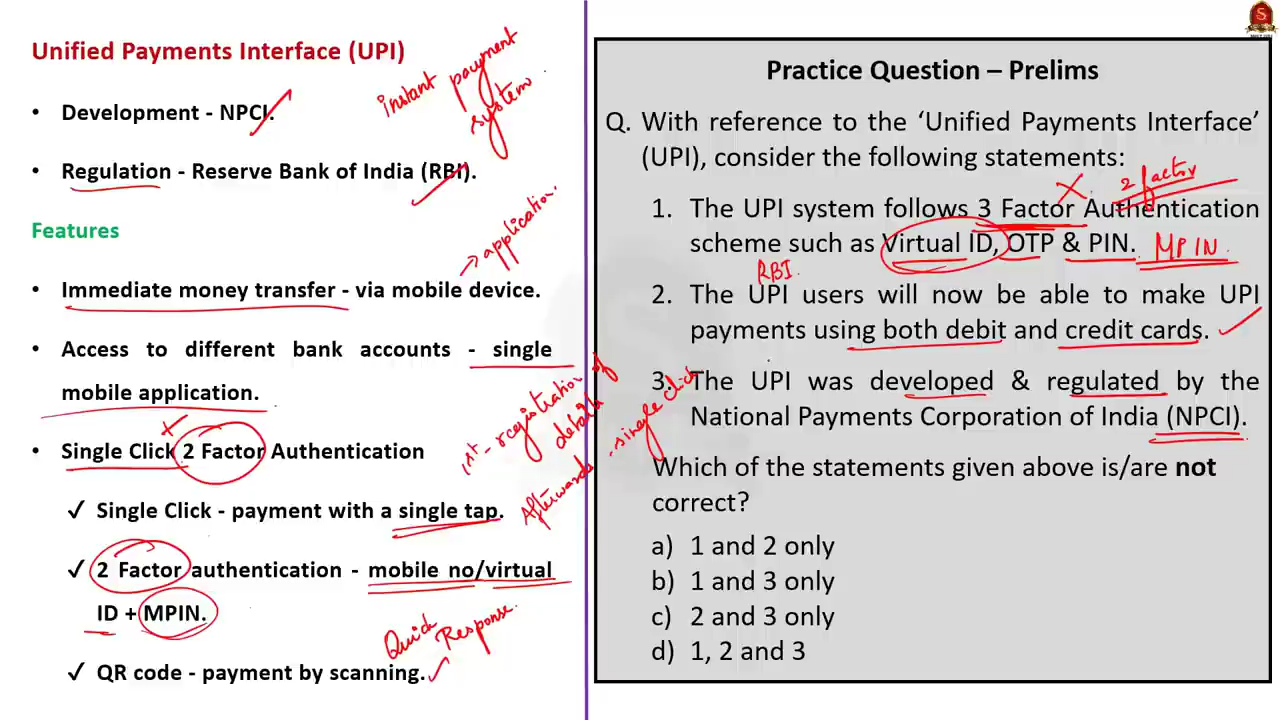 Unified Payments Interface (UPI)
instant payment
system
• Development - NPCI.
• Regulation - Reserve Bank of India (RBI).
Features
→ application.
• Immediate money transfer - via mobile device.
• Access to different bank accounts - single
mobile application.
• Single Click 2 Factor Authentication
1st - registration of
details
Afterwards - single click
✓ Single Click - payment with a single tap.
✓ 2 Factor authentication - mobile no/virtual
ID + MPIN.
Quick Response.
✓ QR code - payment by scanning.
S
Practice Question – Prelims
Q. With reference to the ‘Unified Payments Interface’
(UPI), consider the following statements:
2 factor
1. The UPI system follows 3 Factor Authentication
scheme such as Virtual ID, OTP & PIN. MPIN.
RBI.
2. The UPI users will now be able to make UPI
payments using both debit and credit cards.
3. The UPI was developed & regulated by the
National Payments Corporation of India (NPCI).
Which of the statements given above is/are not
correct?
a) 1 and 2 only
b) 1 and 3 only
c) 2 and 3 only
d) 1, 2 and 3